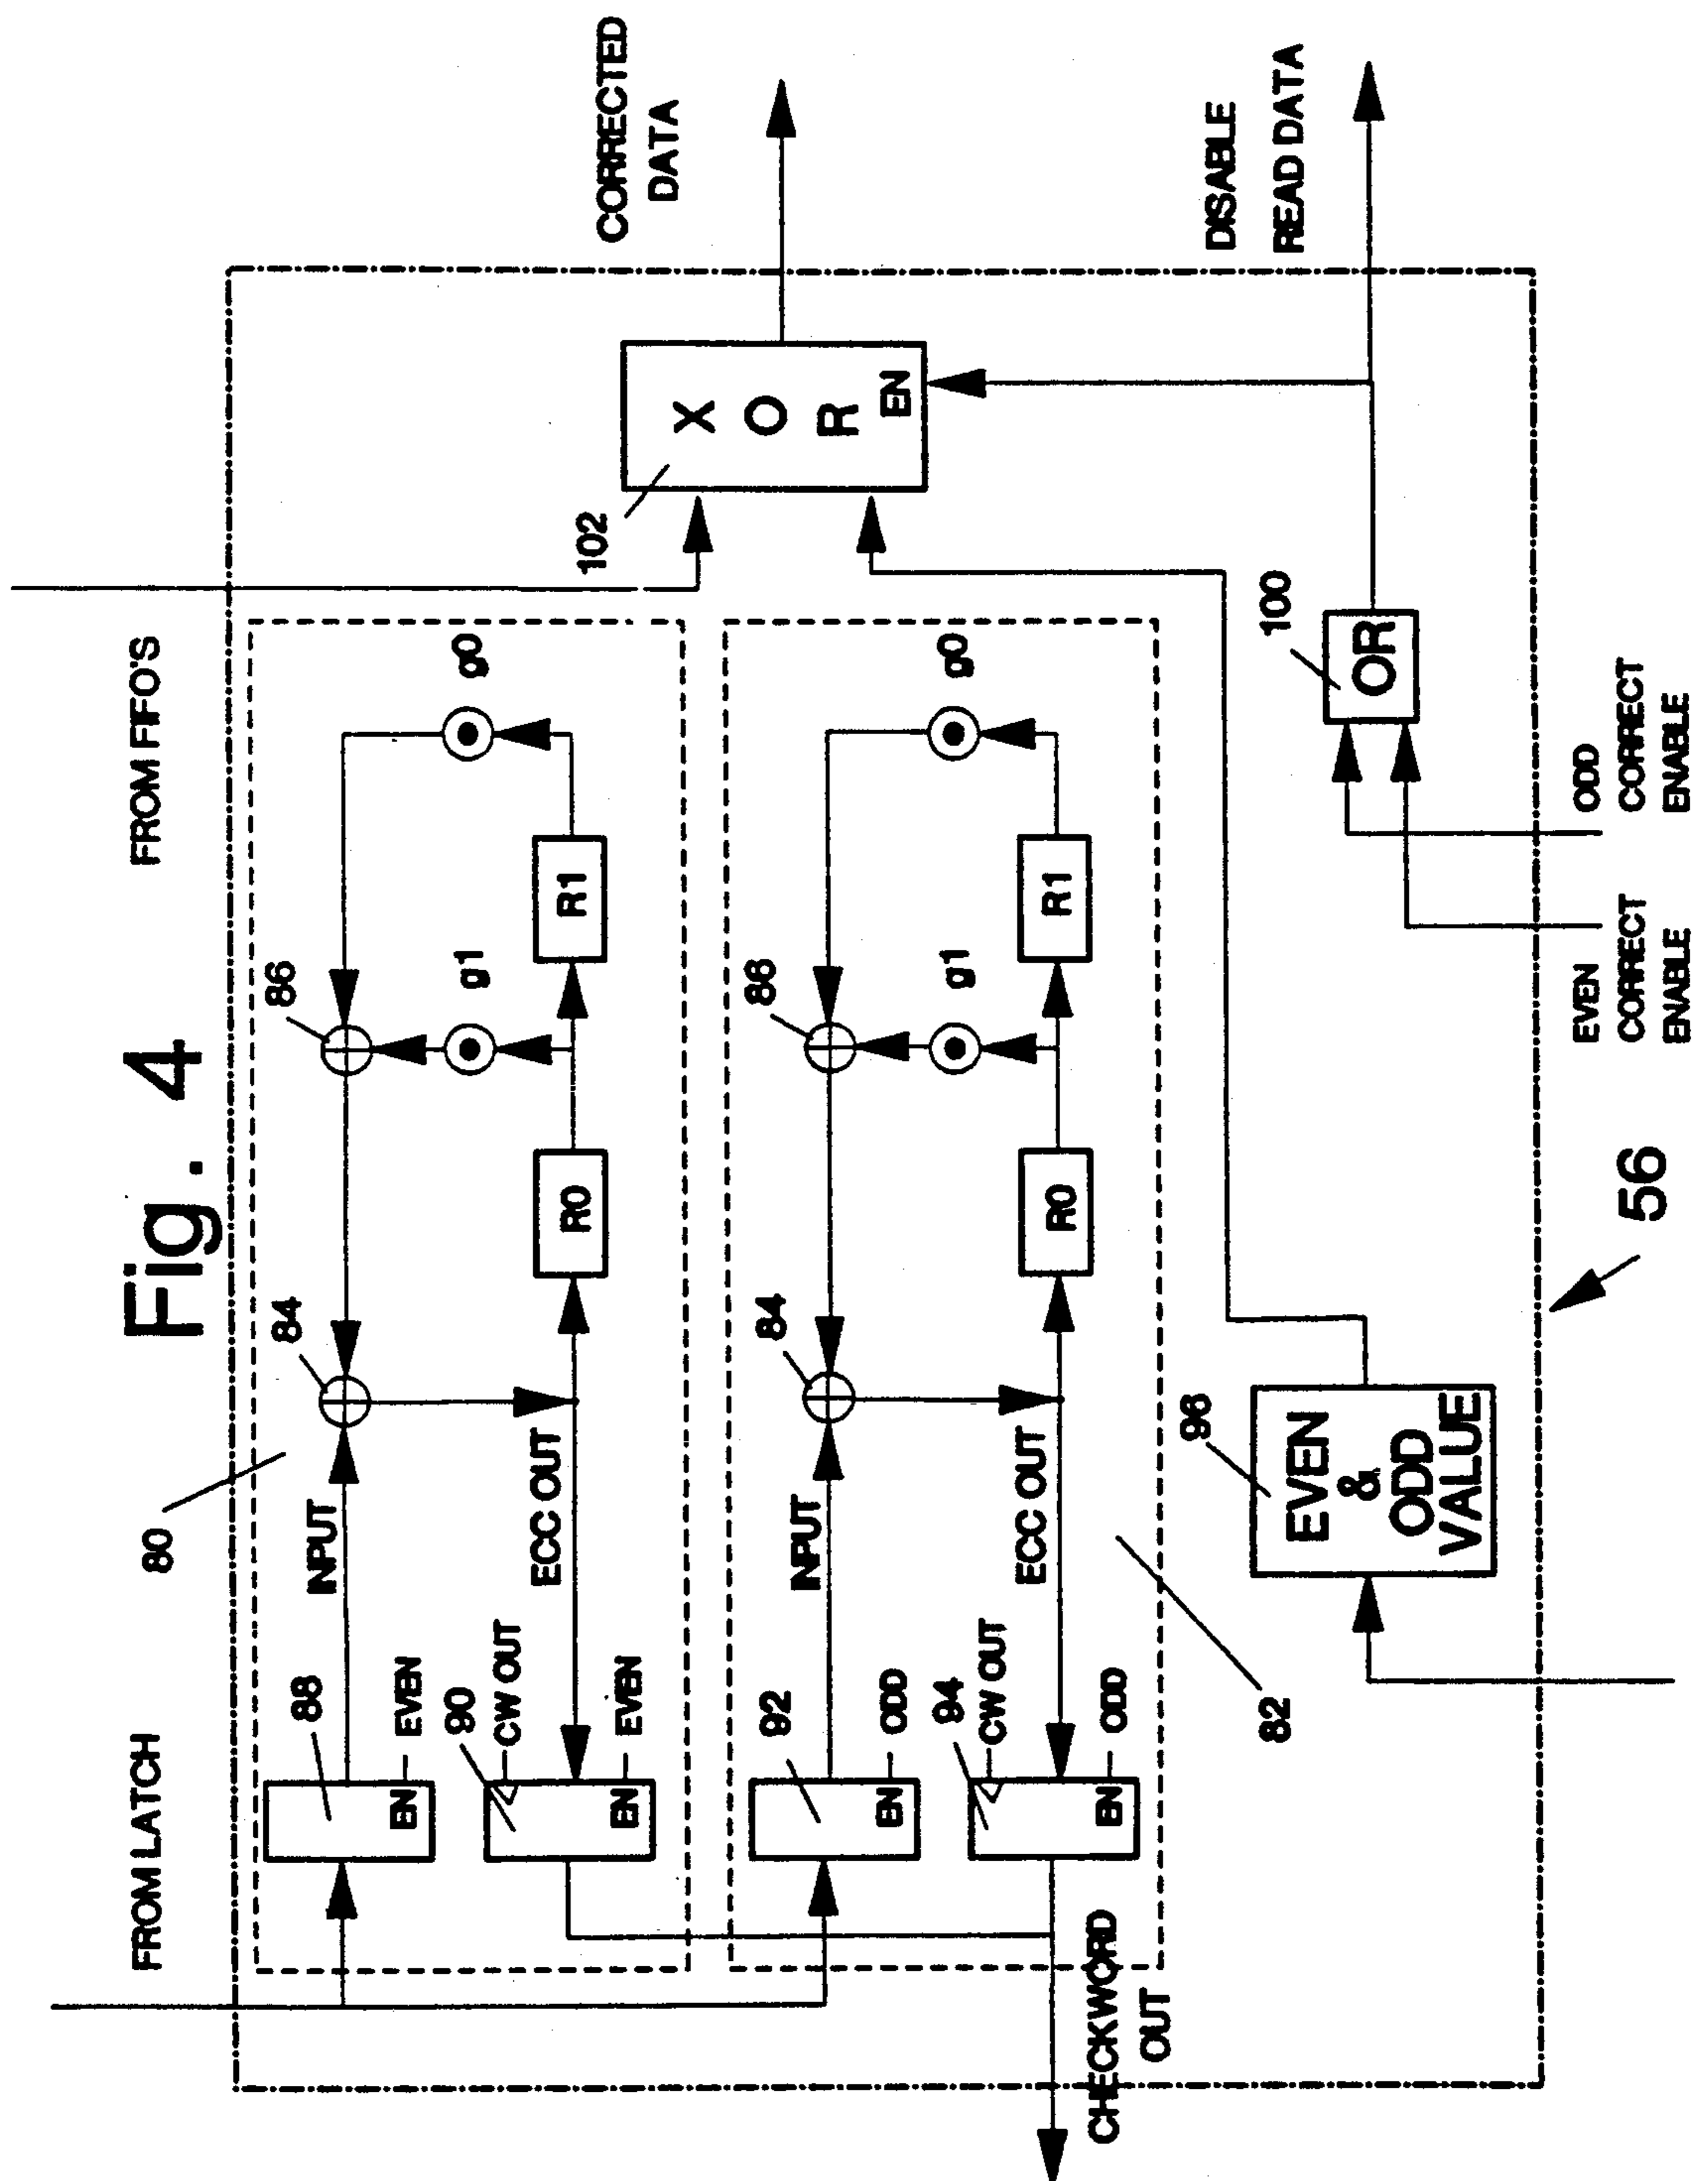 Fig. 4
FROM LATCH
FROM FIFO'S
80
88
INPUT
84
86
g1
g0
EN
EVEN
90
CW OUT
ECC OUT
R0
R1
EN
EVEN
92
INPUT
84
86
g1
g0
EN
ODD
94
CW OUT
ECC OUT
R0
R1
EN
ODD
82
CHECKWORD
OUT
102
X
O
R
EN
CORRECTED
DATA
96
EVEN
&
ODD
VALUE
100
OR
DISABLE
READ DATA
EVEN
CORRECT
ENABLE
ODD
CORRECT
ENABLE
56